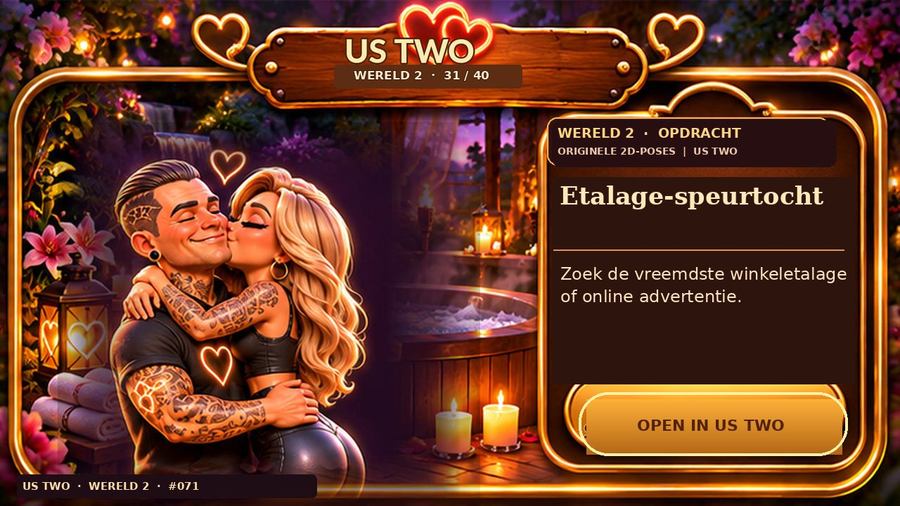 US TWO
WERELD 2 · 31 / 40
WERELD 2 · OPDRACHT
ORIGINELE 2D-POSES | US TWO
Etalage-speurtocht
Zoek de vreemdste winkeletalage
of online advertentie.
OPEN IN US TWO
US TWO · WERELD 2 · #071